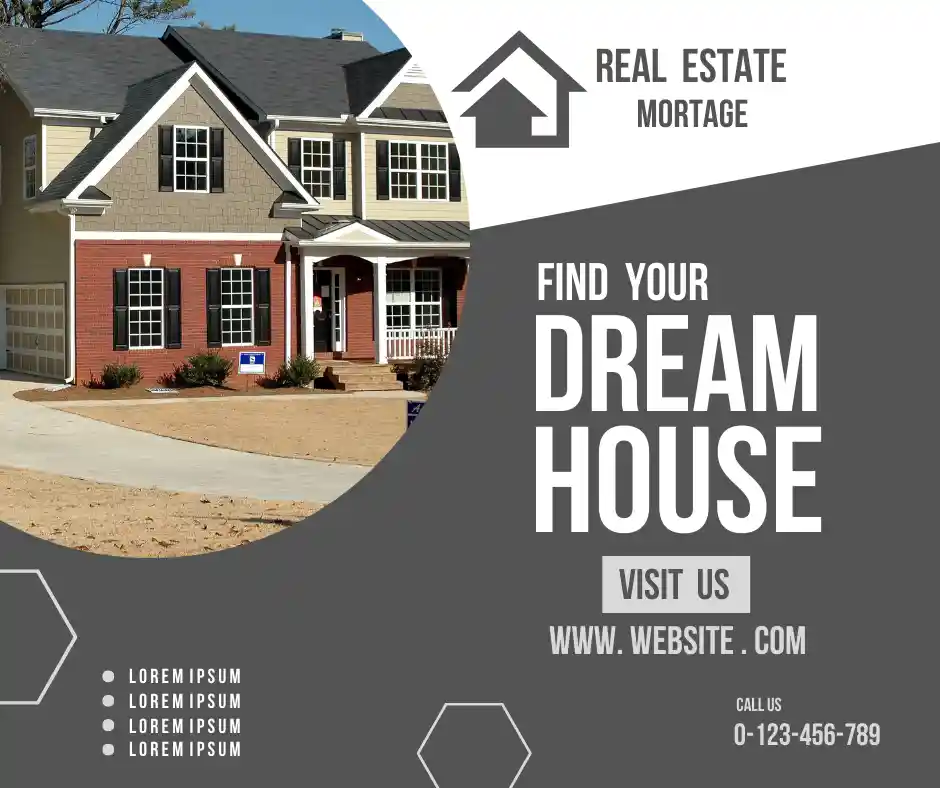 REAL ESTATE
MORTAGE
FIND YOUR
DREAM
HOUSE
VISIT US
WWW. WEBSITE . COM
LOREM IPSUM
LOREM IPSUM
LOREM IPSUM
LOREM IPSUM
CALL US
0-123-456-789